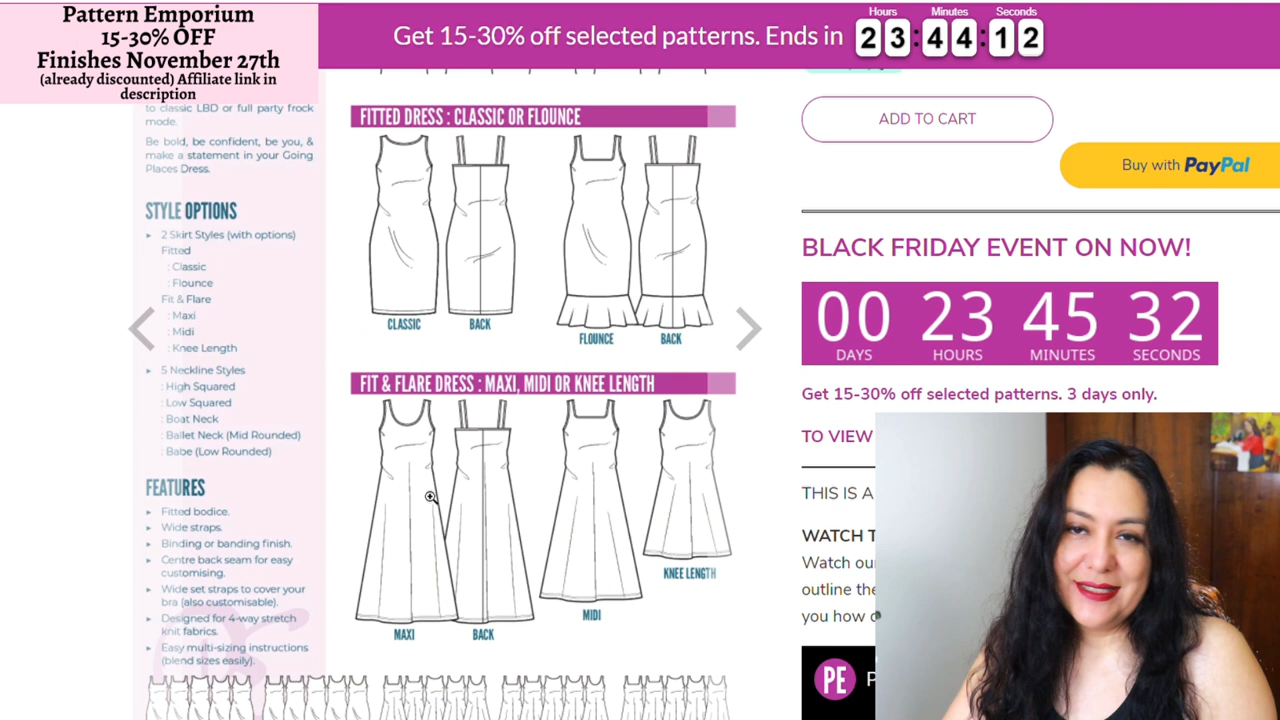 Pattern Emporium
15-30% OFF
Finishes November 27th
(already discounted) Affiliate link in
description
Get 15-30% off selected patterns. Ends in
Hours Minutes Seconds
23:44:12
to classic LBD or full party frock
mode.
Be bold, be confident, be you, &
make a statement in your Going
Places Dress.
STYLE OPTIONS
► 2 Skirt Styles (with options)
Fitted
: Classic
: Flounce
Fit & Flare
: Maxi
: Midi
: Knee Length
► 5 Neckline Styles
: High Squared
: Low Squared
: Boat Neck
: Ballet Neck (Mid Rounded)
: Babe (Low Rounded)
FEATURES
► Fitted bodice.
► Wide straps.
► Binding or banding finish.
► Centre back seam for easy
customising.
► Wide set straps to cover your
bra (also customisable).
► Designed for 4-way stretch
knit fabrics.
► Easy multi-sizing instructions
(blend sizes easily).
FITTED DRESS : CLASSIC OR FLOUNCE
CLASSIC BACK FLOUNCE BACK
FIT & FLARE DRESS : MAXI, MIDI OR KNEE LENGTH
KNEE LENGTH
MIDI
MAXI BACK
ADD TO CART
Buy with PayPal
BLACK FRIDAY EVENT ON NOW!
00 23 45 32
DAYS HOURS MINUTES SECONDS
Get 15-30% off selected patterns. 3 days only.
TO VIEW
THIS IS A
WATCH T
Watch ou
outline the
you how
PE P